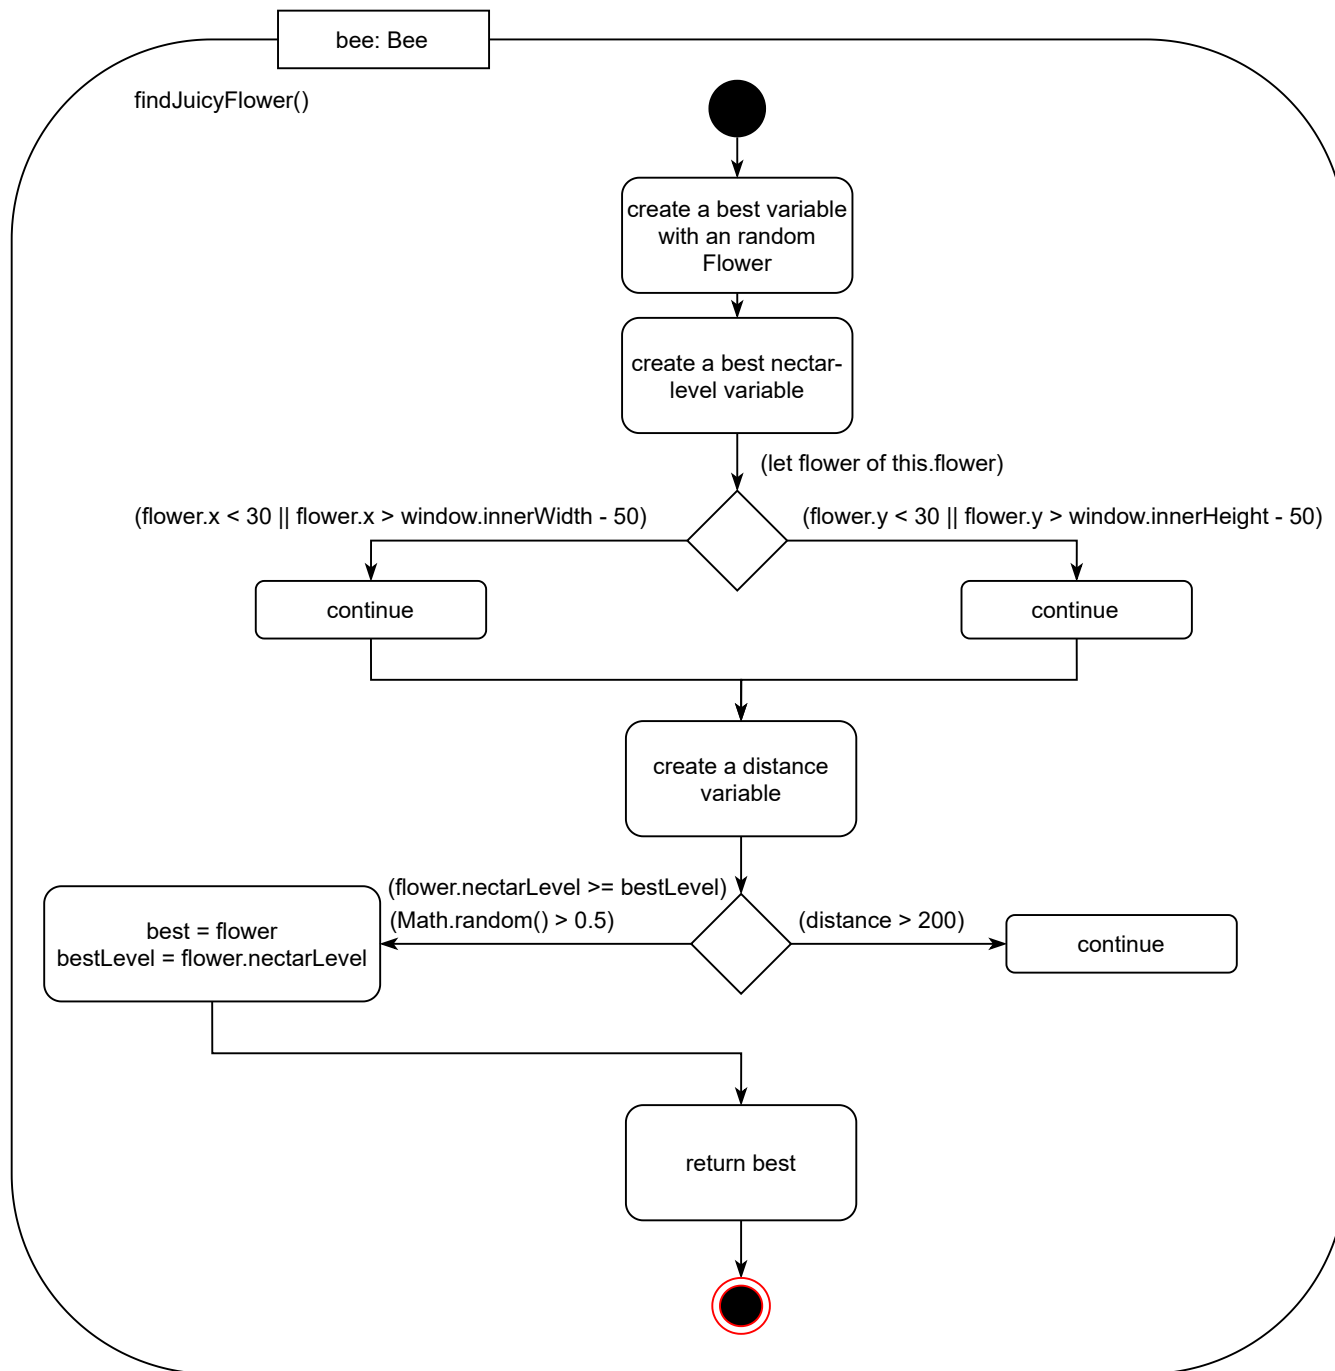 bee: Bee
findJuicyFlower()
create a best variable
with an random
Flower
create a best nectar-
level variable
(let flower of this.flower)
(flower.x < 30 || flower.x > window.innerWidth - 50)
(flower.y < 30 || flower.y > window.innerHeight - 50)
continue
continue
create a distance
variable
(flower.nectarLevel >= bestLevel)
(Math.random() > 0.5)
(distance > 200)
best = flower
bestLevel = flower.nectarLevel
continue
return best